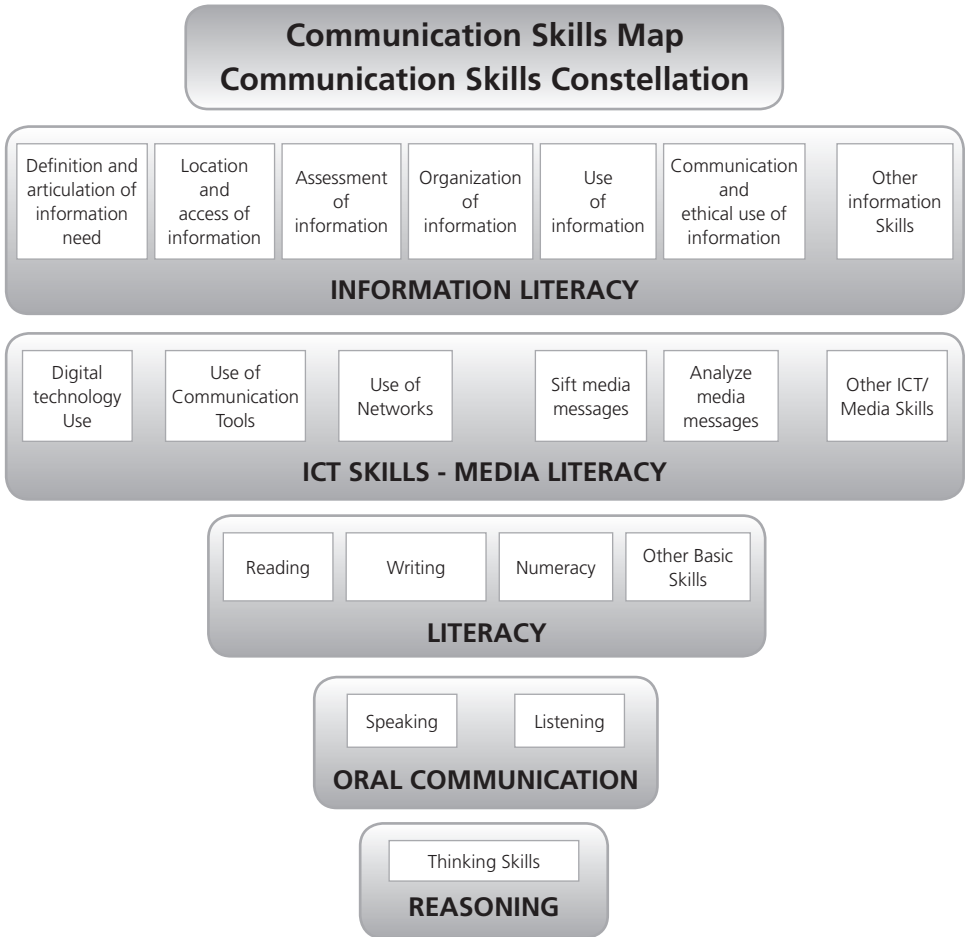 Communication Skills Map
Communication Skills Constellation
Definition and
articulation of
information
need
Location
and
access of
information
Assessment
of
information
Organization
of
information
Use
of
information
Communication
and
ethical use of
information
Other
information
Skills
INFORMATION LITERACY
Digital
technology
Use
Use of
Communication
Tools
Use of
Networks
Sift media
messages
Analyze
media
messages
Other ICT/
Media Skills
ICT SKILLS - MEDIA LITERACY
Reading
Writing
Numeracy
Other Basic
Skills
LITERACY
Speaking
Listening
ORAL COMMUNICATION
Thinking Skills
REASONING